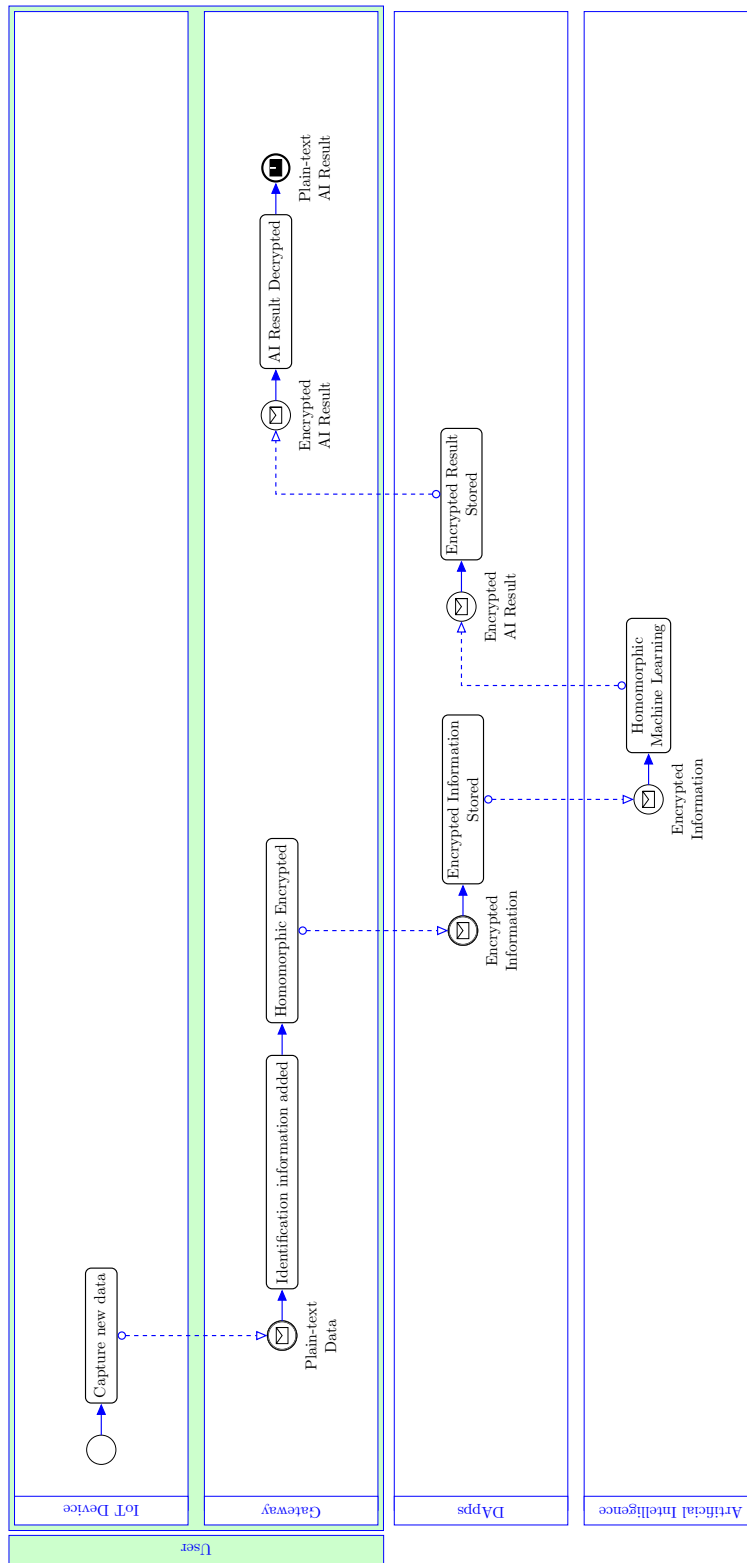 User
IoT Device
Capture new data
Gateway
Plain-text
Data
Identification information added
Homomorphic Encrypted
Encrypted
AI Result
AI Result Decrypted
Plain-text
AI Result
DApps
Encrypted
Information
Encrypted Information
Stored
Encrypted
AI Result
Encrypted Result
Stored
Artificial Intelligence
Encrypted
Information
Homomorphic
Machine Learning